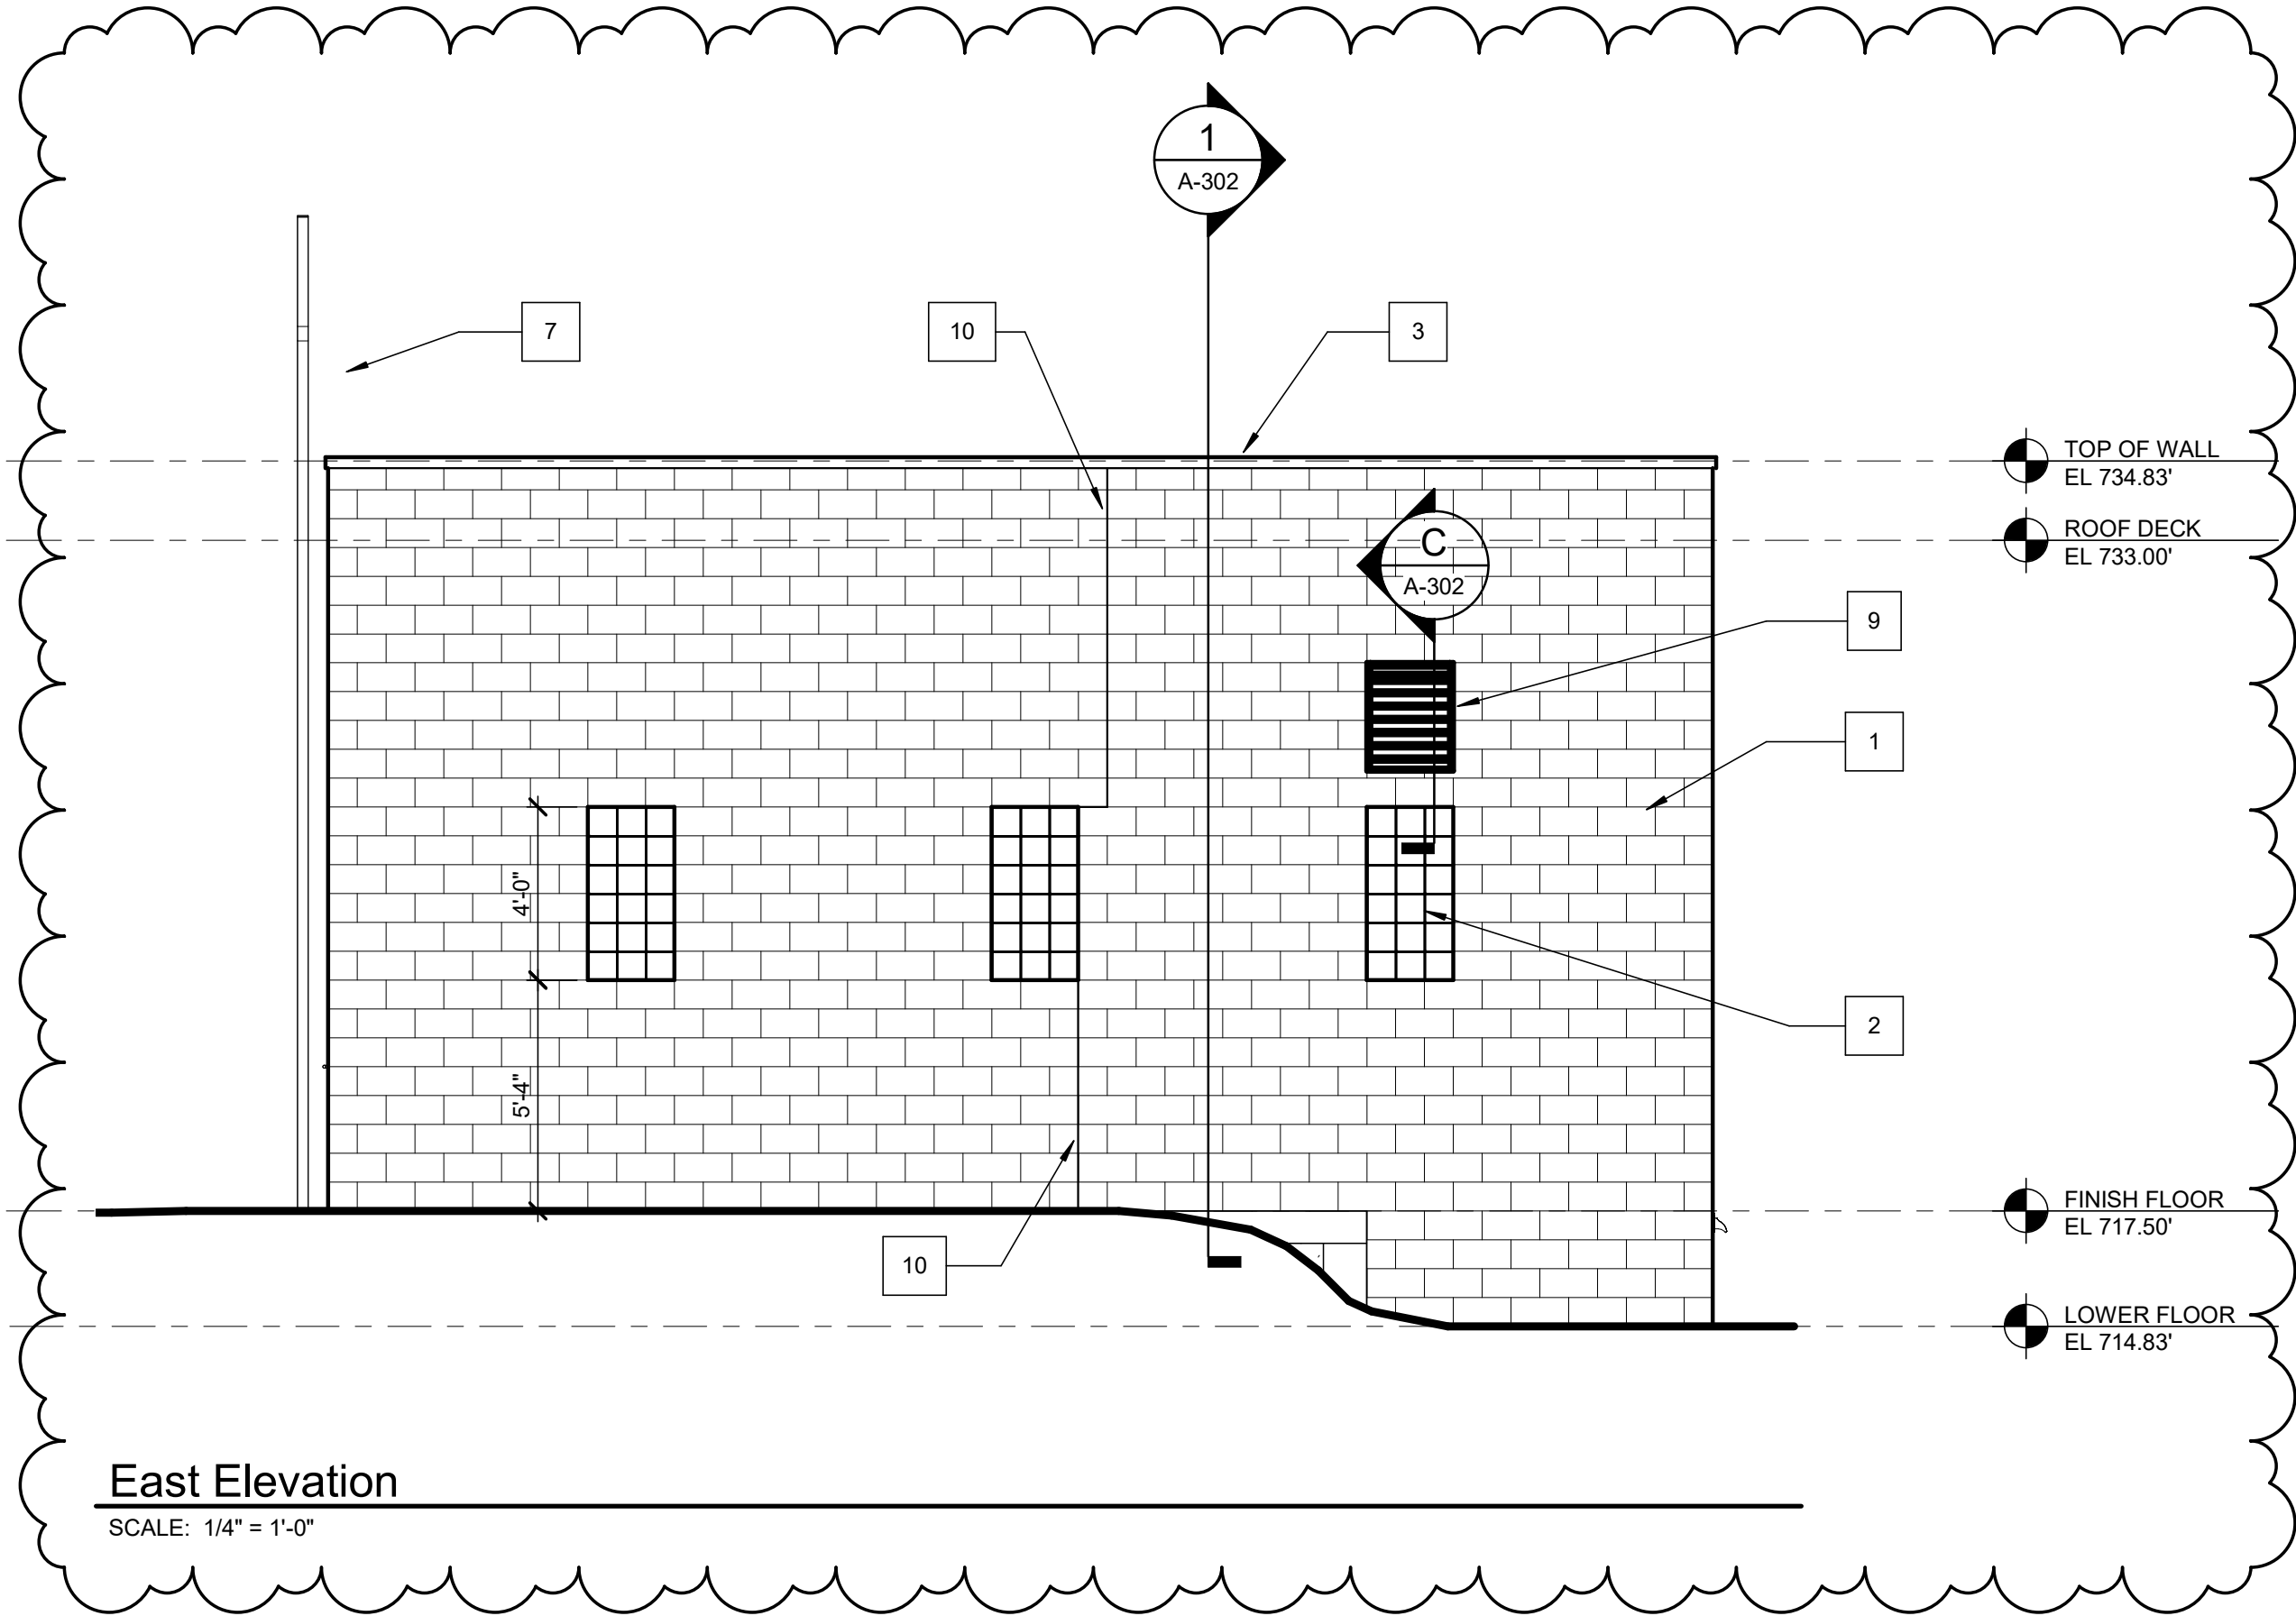 1
A-302
7
10
3
TOP OF WALL
EL 734.83'
ROOF DECK
EL 733.00'
C
A-302
9
1
4'-0"
2
5'-4"
FINISH FLOOR
EL 717.50'
10
LOWER FLOOR
EL 714.83'
East Elevation
SCALE: 1/4" = 1'-0"